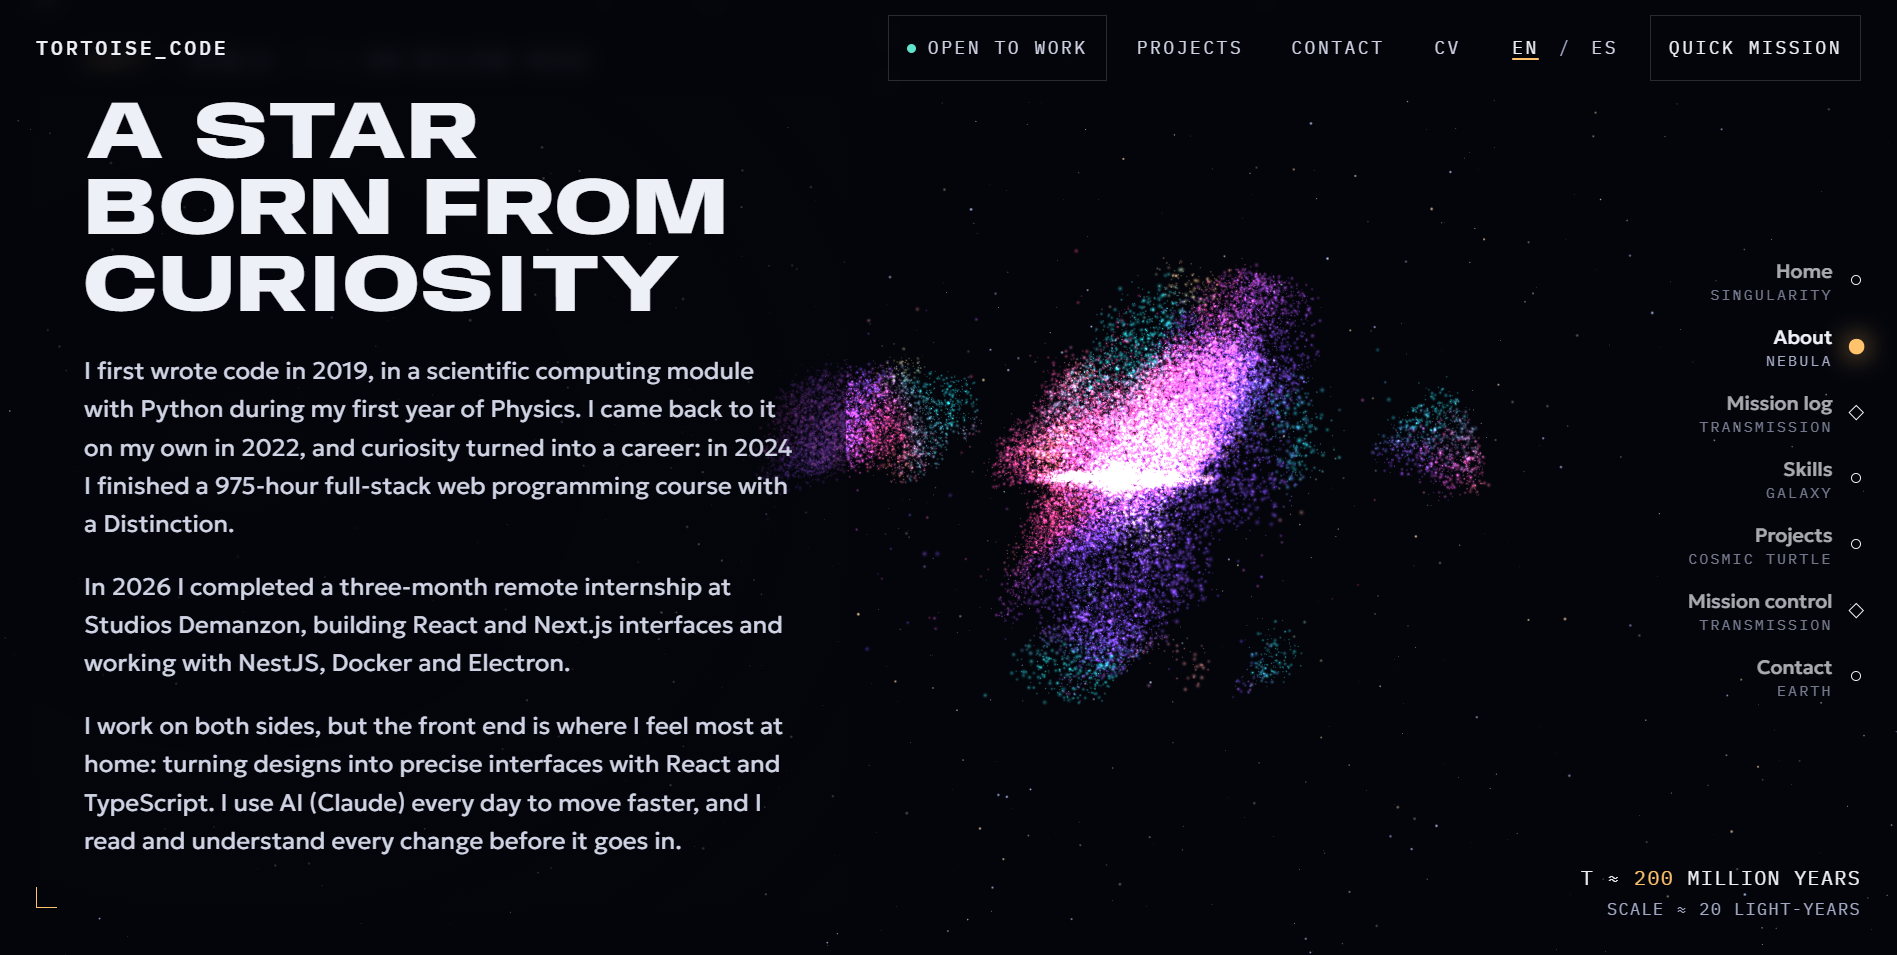 TORTOISE_CODE
OPEN TO WORK
PROJECTS
CONTACT
CV
EN / ES
QUICK MISSION
A STAR
BORN FROM
CURIOSITY
I first wrote code in 2019, in a scientific computing module
with Python during my first year of Physics. I came back to it
on my own in 2022, and curiosity turned into a career: in 2024
I finished a 975-hour full-stack web programming course with
a Distinction.
In 2026 I completed a three-month remote internship at
Studios Demanzon, building React and Next.js interfaces and
working with NestJS, Docker and Electron.
I work on both sides, but the front end is where I feel most at
home: turning designs into precise interfaces with React and
TypeScript. I use AI (Claude) every day to move faster, and I
read and understand every change before it goes in.
Home
SINGULARITY
About
NEBULA
Mission log
TRANSMISSION
Skills
GALAXY
Projects
COSMIC TURTLE
Mission control
TRANSMISSION
Contact
EARTH
T ≈ 200 MILLION YEARS
SCALE ≈ 20 LIGHT-YEARS